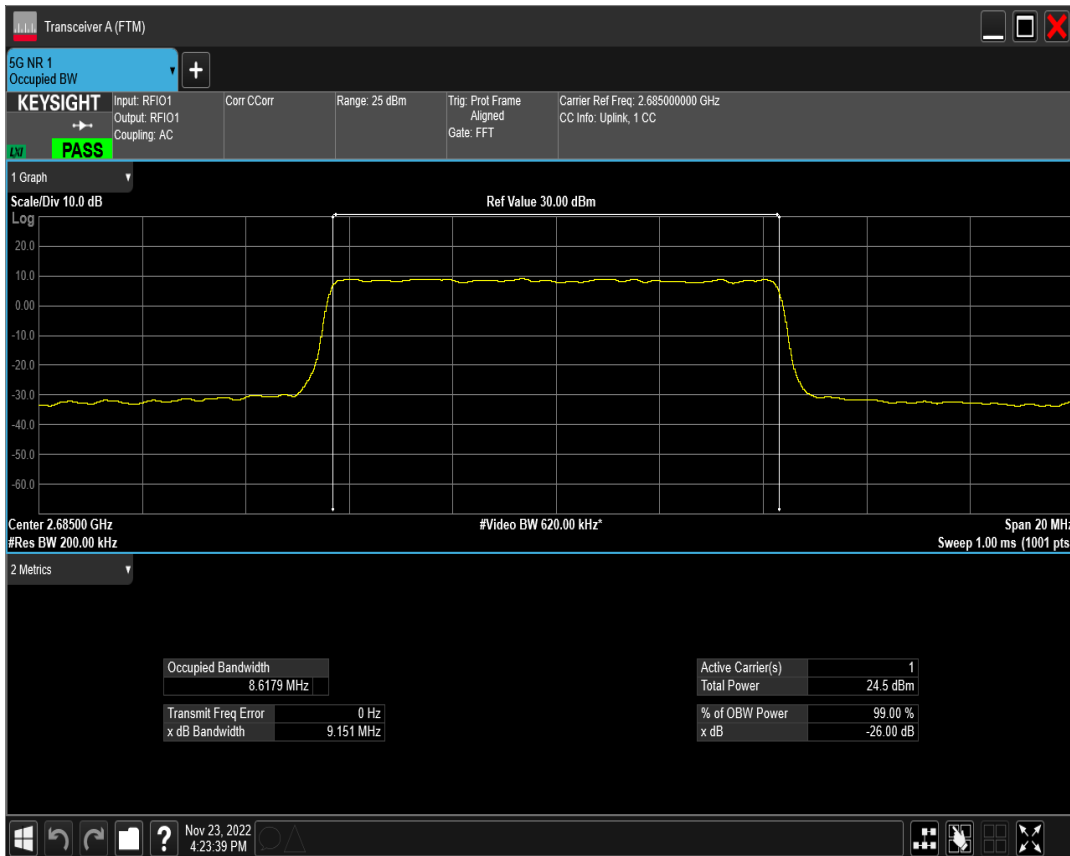 Transceiver A (FTM)
5G NR 1
Occupied BW
+
KEYSIGHT
LXI
PASS
Input: RFIO1
Output: RFIO1
Coupling: AC
Corr CCorr
Range: 25 dBm
Trig: Prot Frame
Aligned
Gate: FFT
Carrier Ref Freq: 2.685000000 GHz
CC Info: Uplink, 1 CC
1 Graph
Scale/Div 10.0 dB
Ref Value 30.00 dBm
Log
20.0
10.0
0.00
-10.0
-20.0
-30.0
-40.0
-50.0
-60.0
Center 2.68500 GHz
#Video BW 620.00 kHz*
Span 20 MHz
#Res BW 200.00 kHz
Sweep 1.00 ms (1001 pts
2 Metrics
Occupied Bandwidth
8.6179 MHz
Transmit Freq Error 0 Hz
x dB Bandwidth 9.151 MHz
Active Carrier(s) 1
Total Power 24.5 dBm
% of OBW Power 99.00 %
x dB -26.00 dB
?
Nov 23, 2022
4:23:39 PM